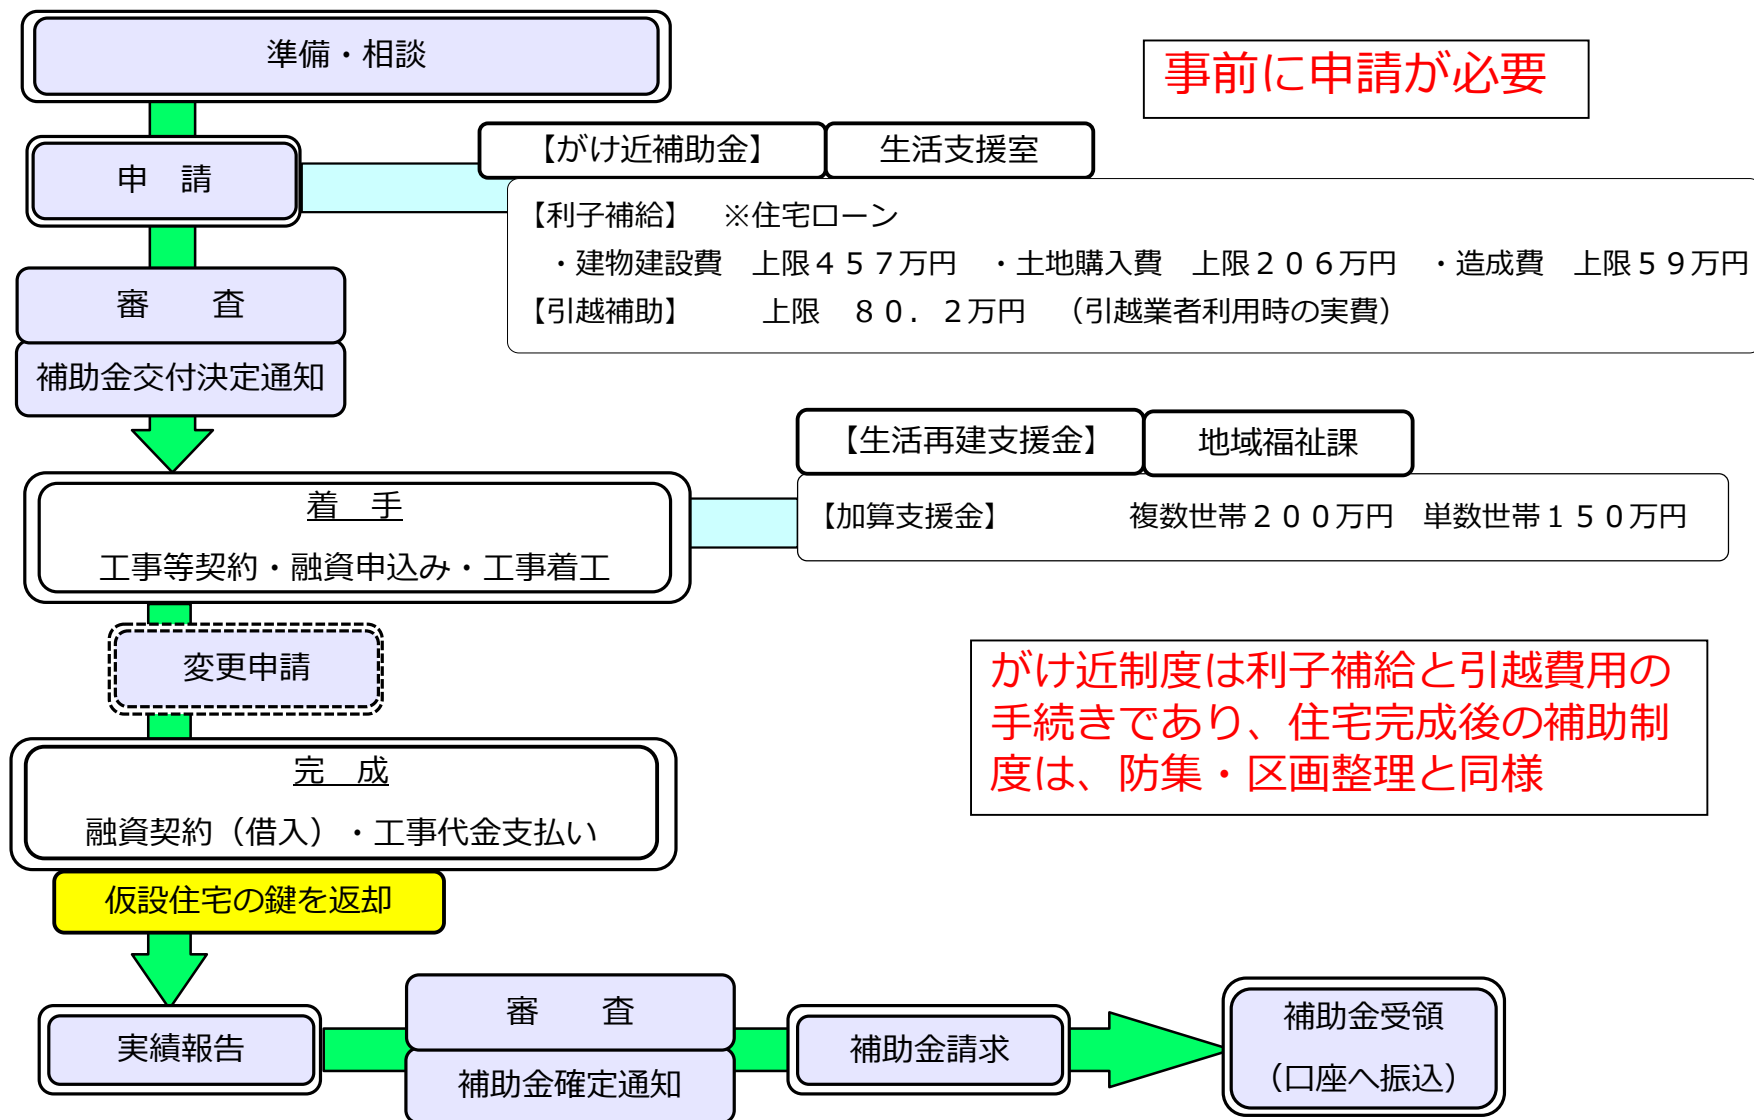 準備・相談
事前に申請が必要
申　請
【がけ近補助金】
生活支援室
【利子補給】　※住宅ローン
・建物建設費　上限４５７万円　・土地購入費　上限２０６万円　・造成費　上限５９万円
【引越補助】　　上限　８０．２万円　（引越業者利用時の実費）
審　　査
補助金交付決定通知
【生活再建支援金】
地域福祉課
【加算支援金】　　　　複数世帯２００万円　単数世帯１５０万円
着　手
工事等契約・融資申込み・工事着工
変更申請
がけ近制度は利子補給と引越費用の
手続きであり、住宅完成後の補助制
度は、防集・区画整理と同様
完　成
融資契約（借入）・工事代金支払い
仮設住宅の鍵を返却
実績報告
審　　査
補助金確定通知
補助金請求
補助金受領
（口座へ振込）